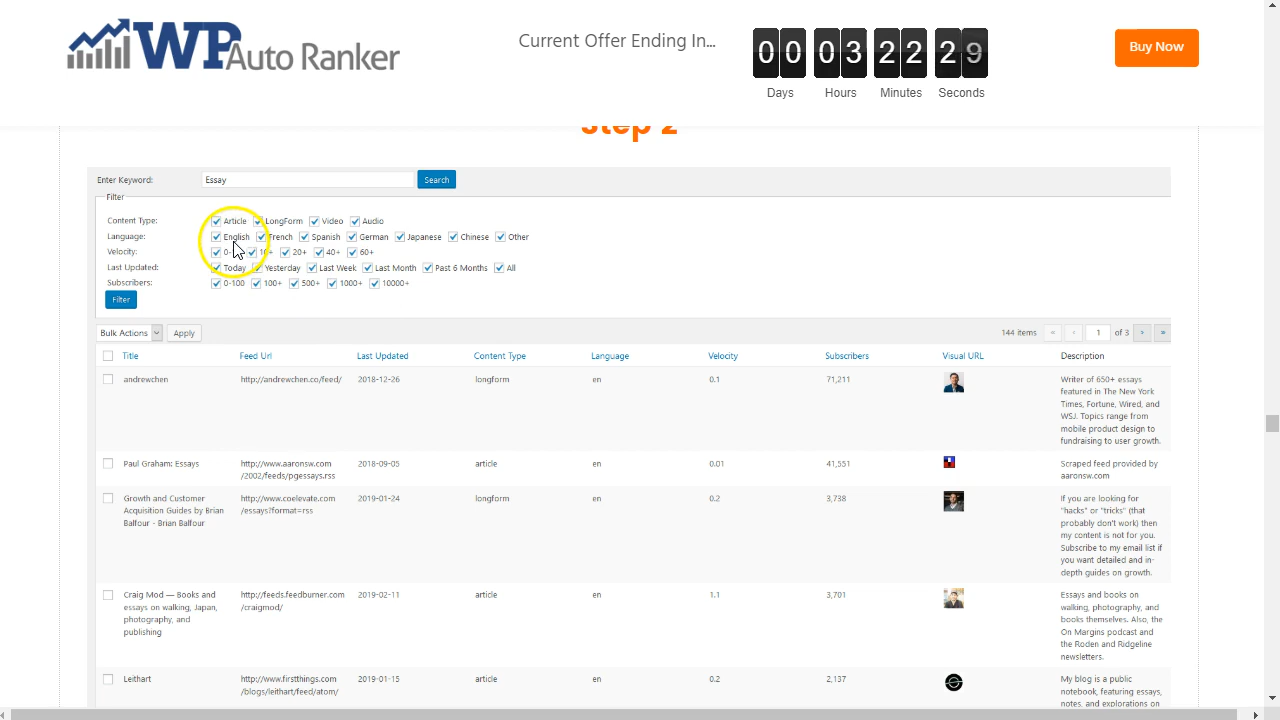 WP Auto Ranker
Current Offer Ending In...
00 03 22 29
Days Hours Minutes Seconds
Buy Now
Step 2
Enter Keyword: Essay Search
Filter
Content Type: Article LongForm Video Audio
Language: English French Spanish German Japanese Chinese Other
Velocity: 0- 10+ 20+ 40+ 60+
Last Updated: Today Yesterday Last Week Last Month Past 6 Months All
Subscribers: 0-100 100+ 500+ 1000+ 10000+
Filter
Bulk Actions Apply 144 items « ‹ 1 of 3 › »
Title Feed Url Last Updated Content Type Language Velocity Subscribers Visual URL Description
andrewchen http://andrewchen.co/feed/ 2018-12-26 longform en 0.1 71,211 Writer of 650+ essays
featured in The New York
Times, Fortune, Wired, and
WSJ. Topics range from
mobile product design to
fundraising to user growth.
Paul Graham: Essays http://www.aaronsw.com 2018-09-05 article en 0.01 41,551 Scraped feed provided by
/2002/feeds/pgessays.rss aaronsw.com
Growth and Customer http://www.coelevate.com 2019-01-24 longform en 0.2 3,738 If you are looking for
Acquisition Guides by Brian /essays?format=rss "hacks" or "tricks" (that
Balfour - Brian Balfour probably don't work) then
my content is not for you.
Subscribe to my email list if
you want detailed and in-
depth guides on growth.
Craig Mod — Books and http://feeds.feedburner.com 2019-02-11 article en 1.1 3,701 Essays and books on
essays on walking, Japan, /craigmod/ walking, photography, and
photography, and books themselves. Also, the
publishing On Margins podcast and
the Roden and Ridgeline
newsletters.
Leithart http://www.firstthings.com 2019-01-15 article en 0.2 2,137 My blog is a public
/blogs/leithart/feed/atom/ notebook, featuring essays,
notes, and explorations on